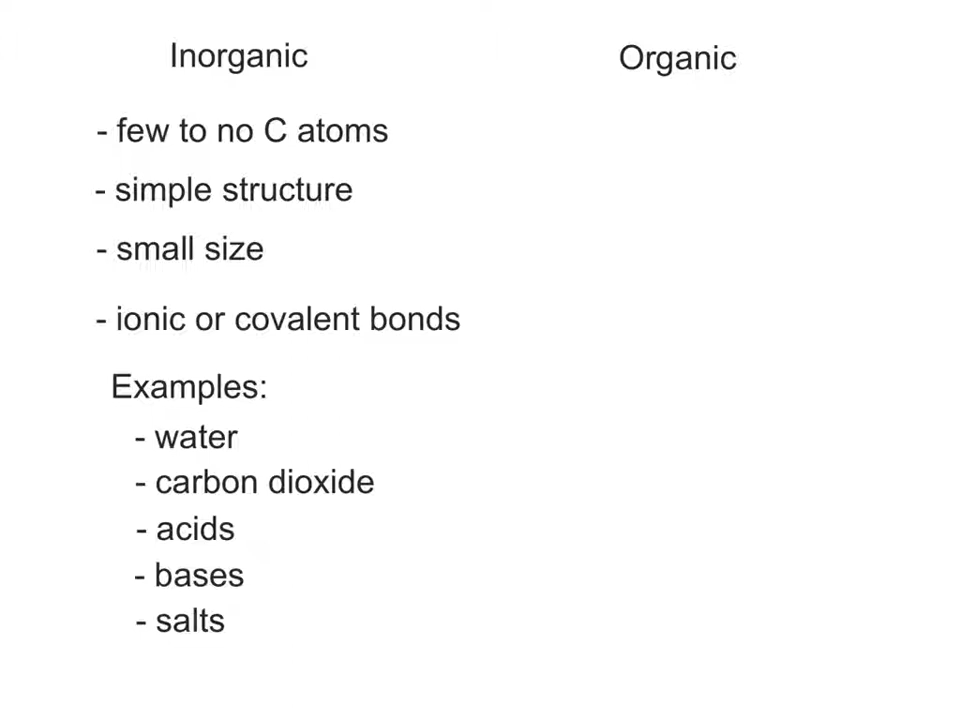 Inorganic
Organic
- few to no C atoms
- simple structure
- small size
- ionic or covalent bonds
Examples:
- water
- carbon dioxide
- acids
- bases
- salts